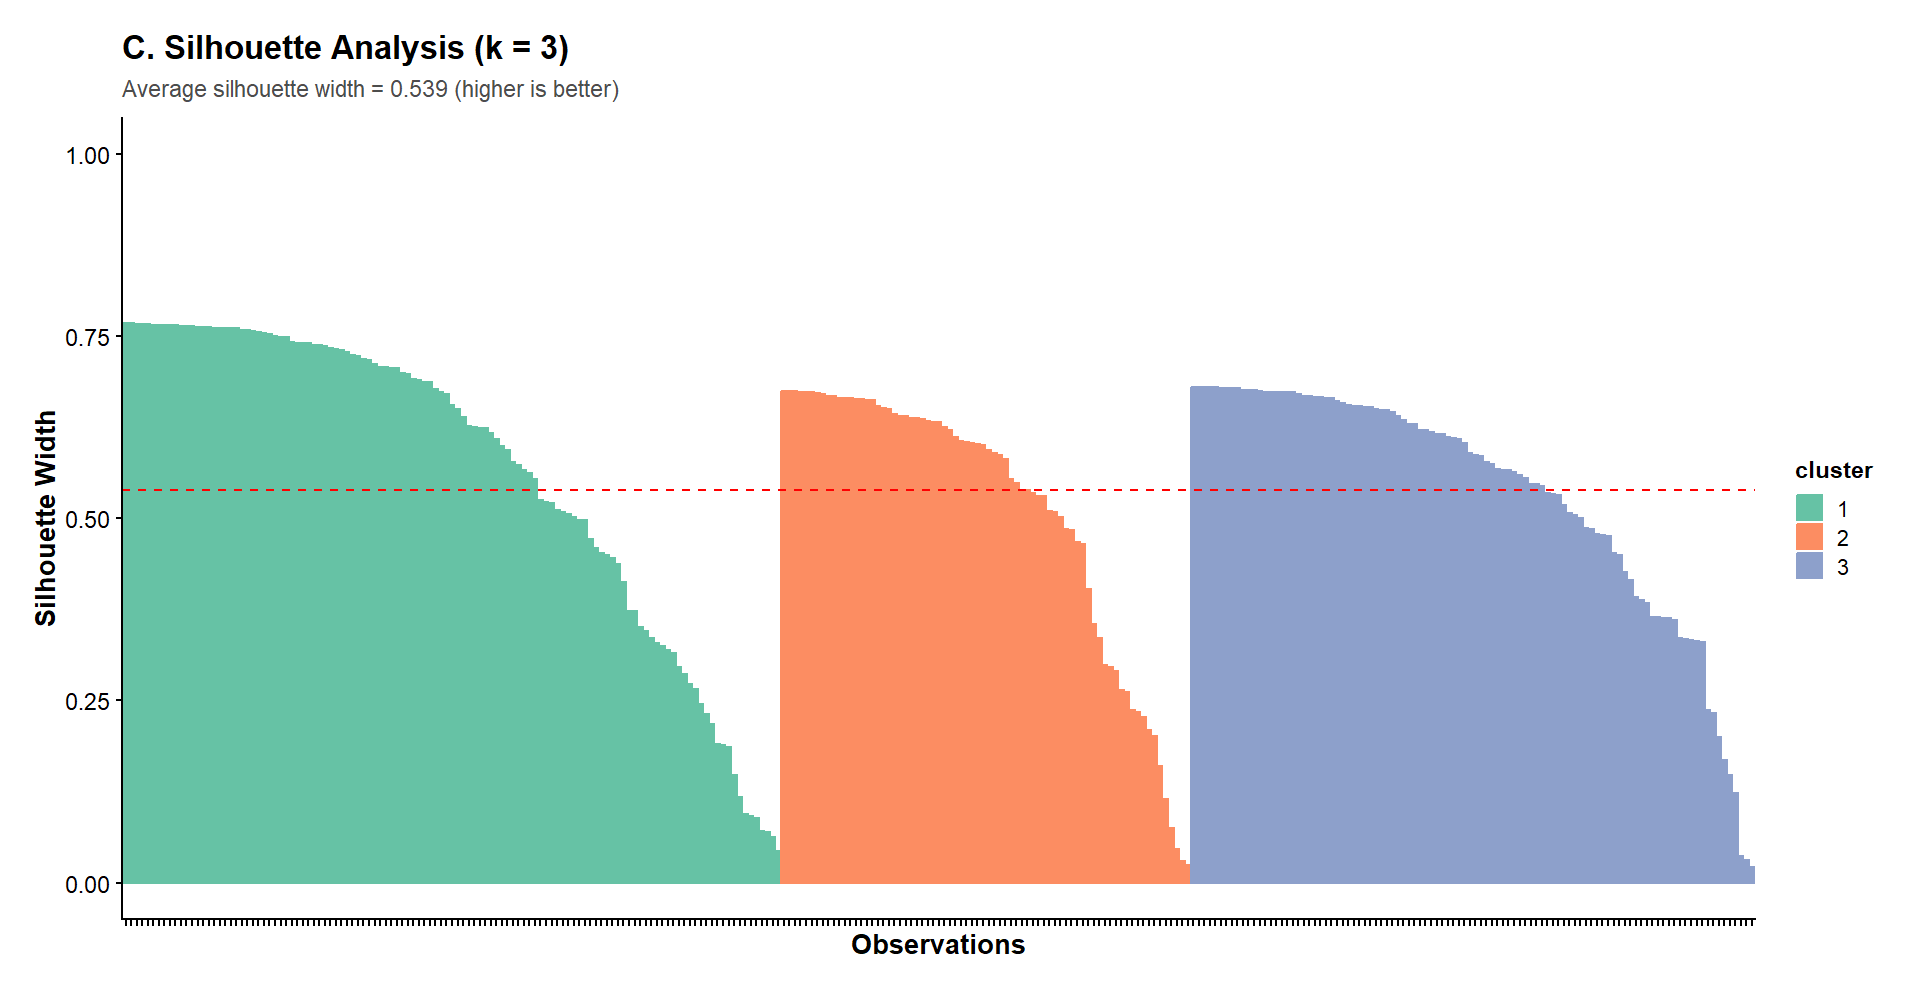 C. Silhouette Analysis (k = 3)
Average silhouette width = 0.539 (higher is better)
1.00
0.75
0.50
0.25
0.00
Silhouette Width
Observations
cluster
1
2
3